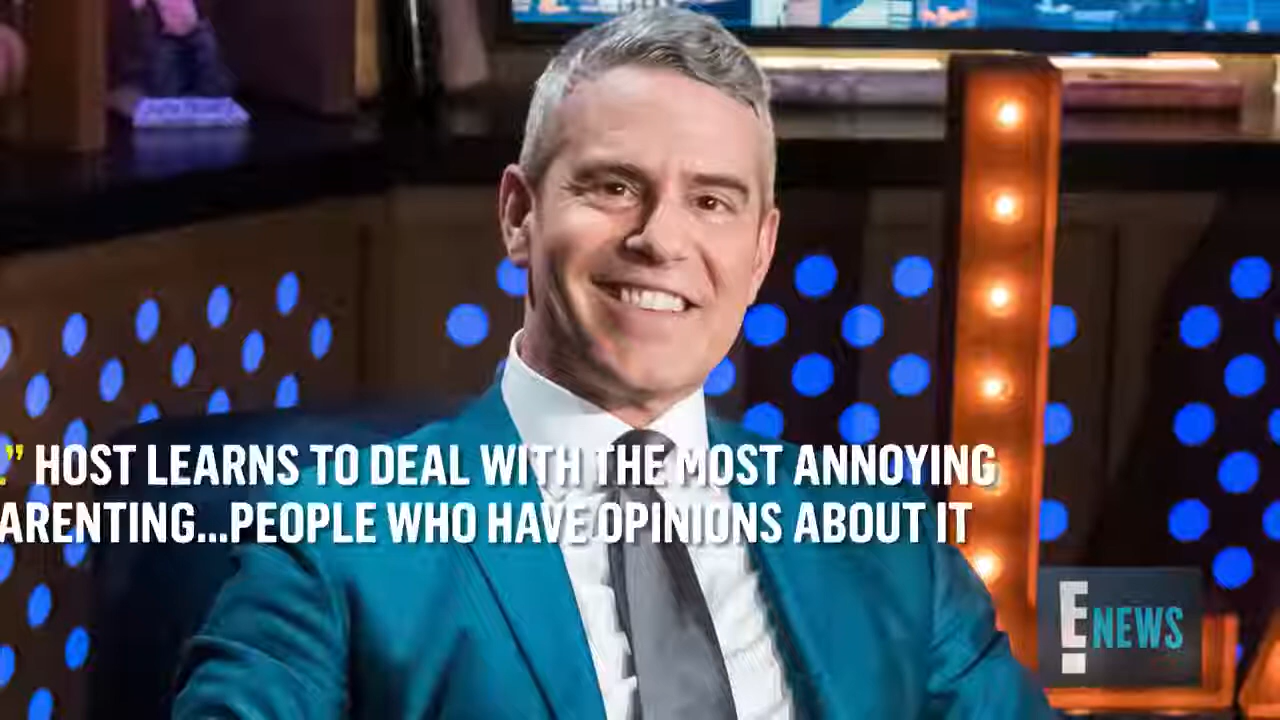 .” HOST LEARNS TO DEAL WITH THE MOST ANNOYING
ARENTING...PEOPLE WHO HAVE OPINIONS ABOUT IT
E!
NEWS